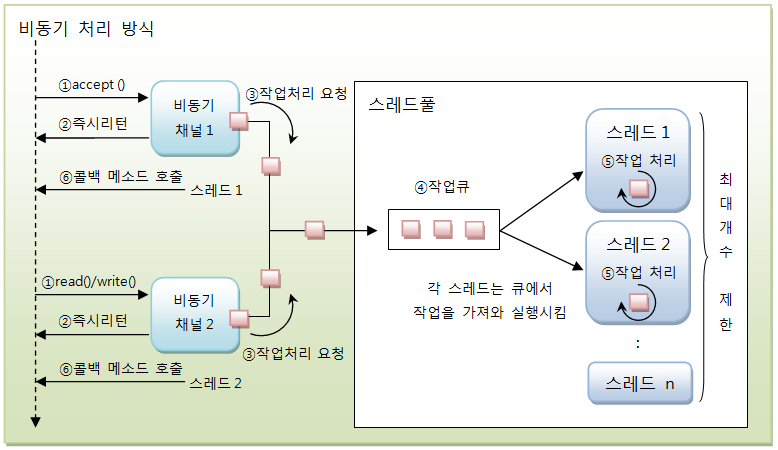 비동기 처리 방식
①accept ()
②즉시리턴
⑥콜백 메소드 호출
스레드 1
비동기
채널 1
③작업처리 요청
①read()/write()
②즉시리턴
⑥콜백 메소드 호출
스레드 2
비동기
채널 2
③작업처리 요청
스레드풀
④작업큐
각 스레드는 큐에서
작업을 가져와 실행시킴
스레드 1
⑤작업 처리
스레드 2
⑤작업 처리
:
스레드 n
최
대
개
수
제
한